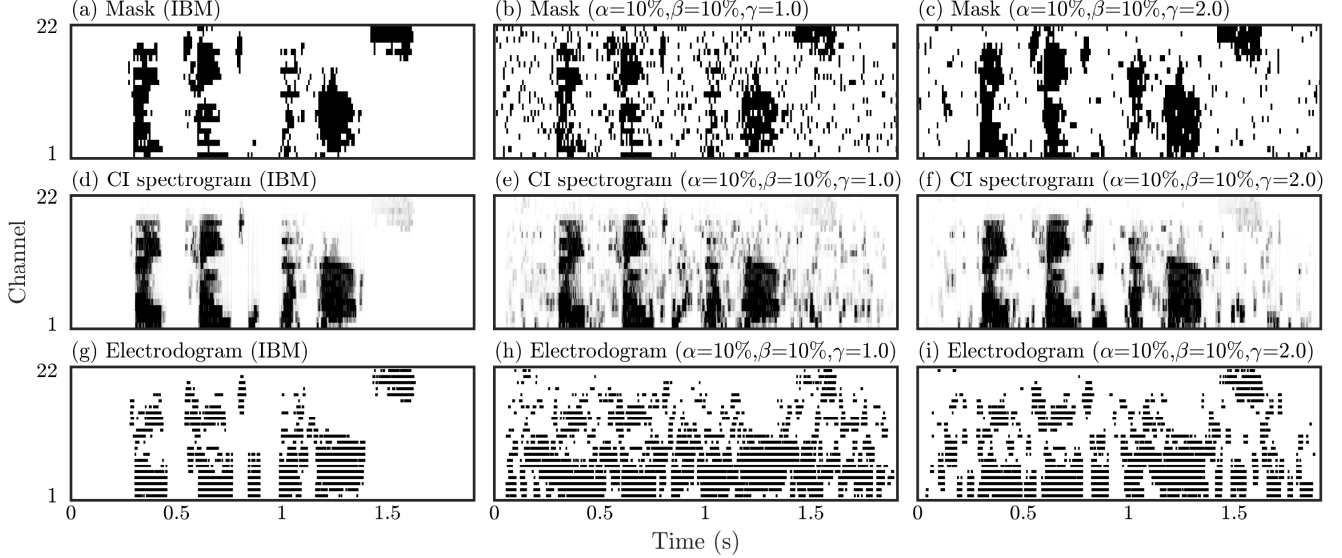 (a) Mask (IBM)
(b) Mask (α=10%,β=10%,γ=1.0)
(c) Mask (α=10%,β=10%,γ=2.0)
22
1
(d) CI spectrogram (IBM)
(e) CI spectrogram (α=10%,β=10%,γ=1.0)
(f) CI spectrogram (α=10%,β=10%,γ=2.0)
22
1
Channel
(g) Electrodogram (IBM)
(h) Electrodogram (α=10%,β=10%,γ=1.0)
(i) Electrodogram (α=10%,β=10%,γ=2.0)
22
1
0 0.5 1 1.5
0 0.5 1 1.5
0 0.5 1 1.5
Time (s)